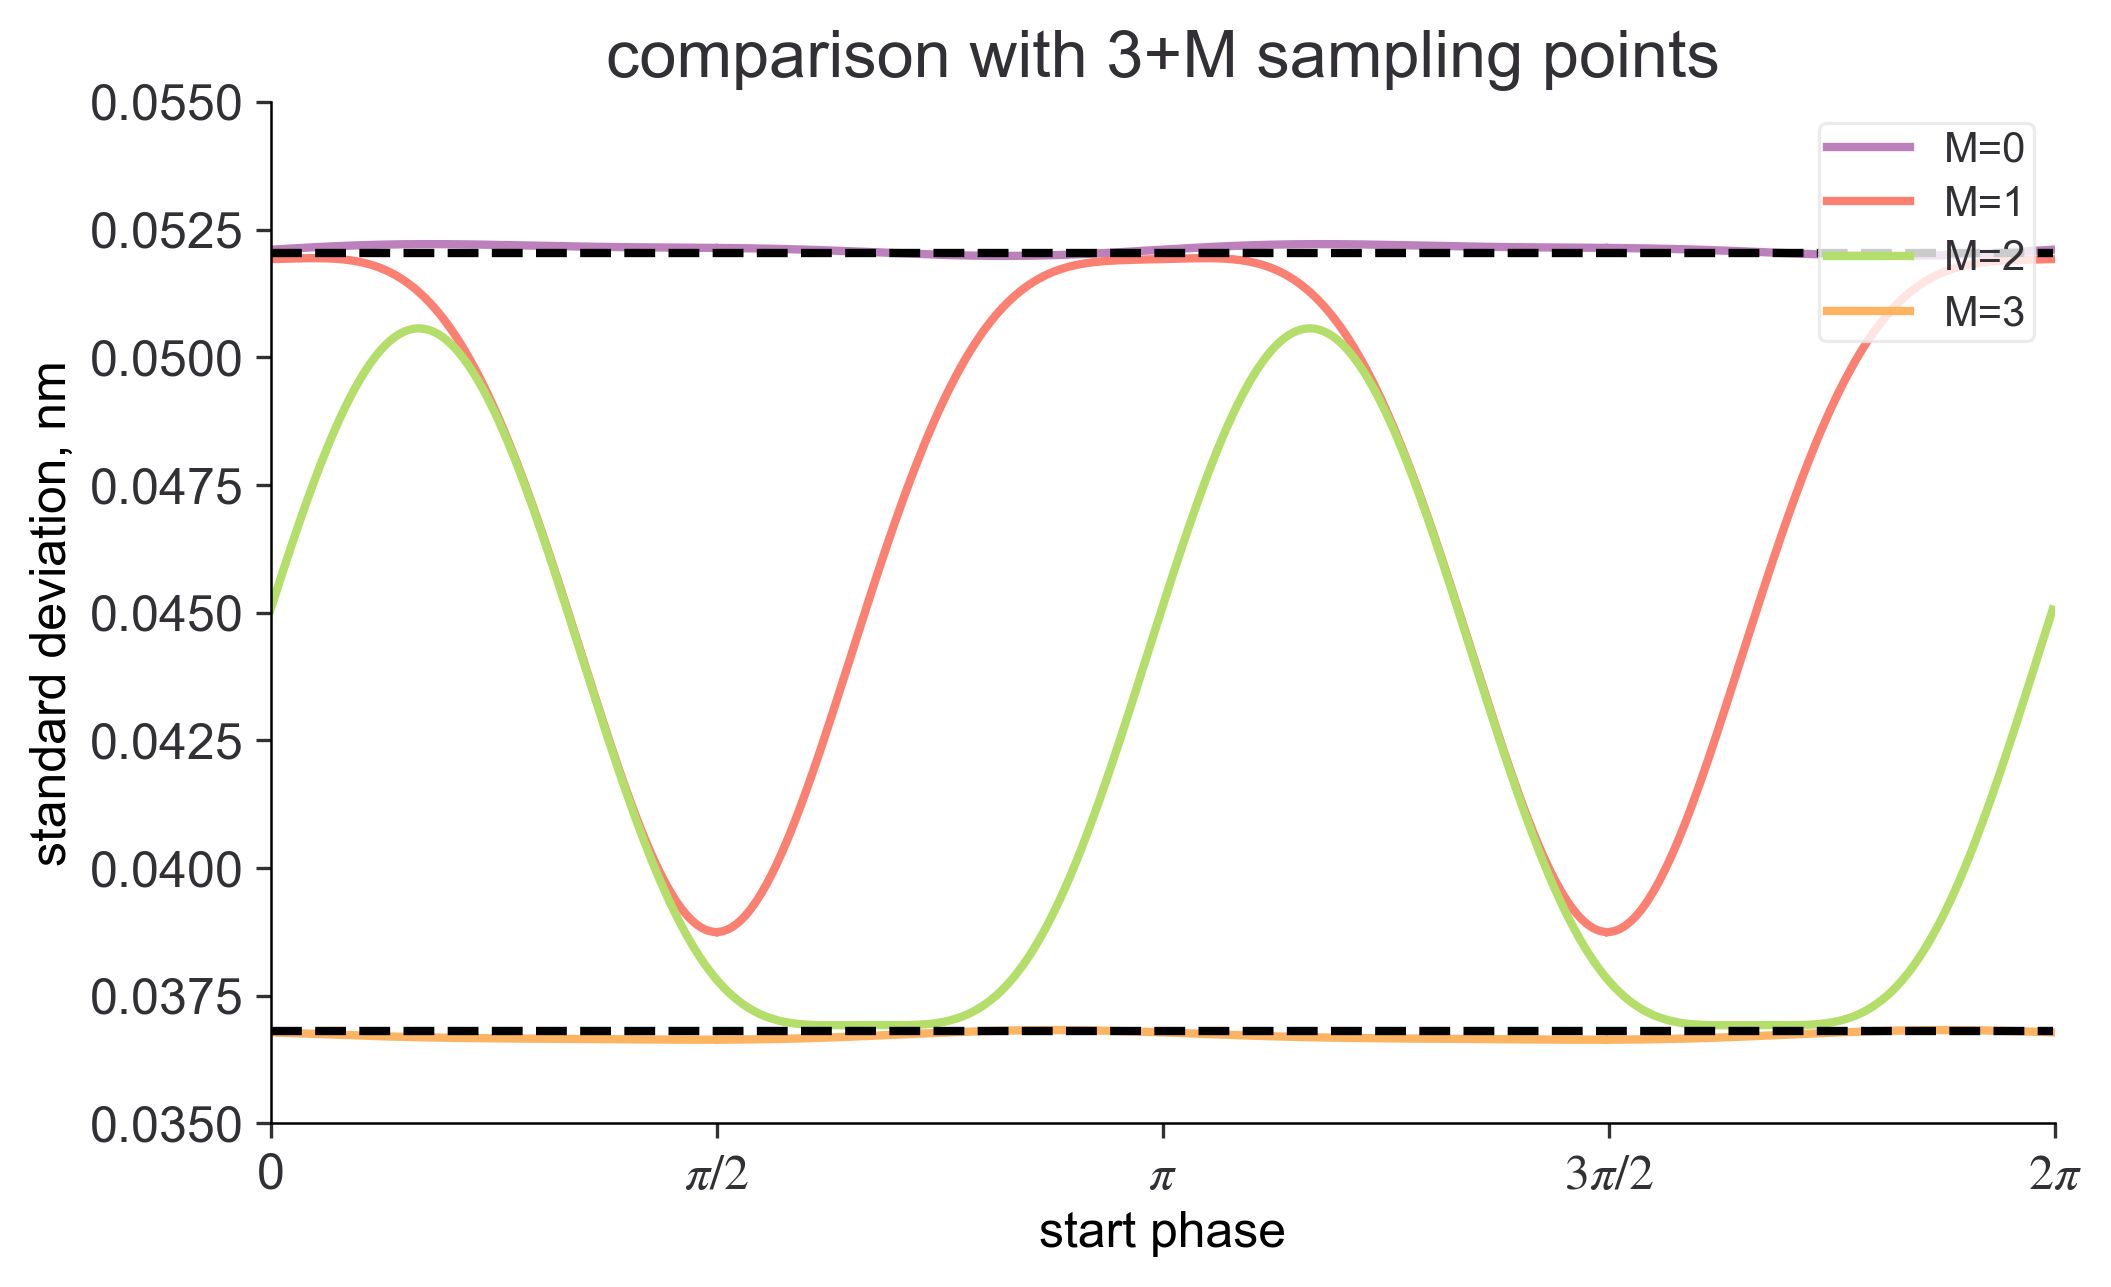 comparison with 3+M sampling points
0.0550
0.0525
0.0500
0.0475
0.0450
0.0425
0.0400
0.0375
0.0350
standard deviation, nm
M=0
M=1
M=2
M=3
0
π/2
π
3π/2
2π
start phase